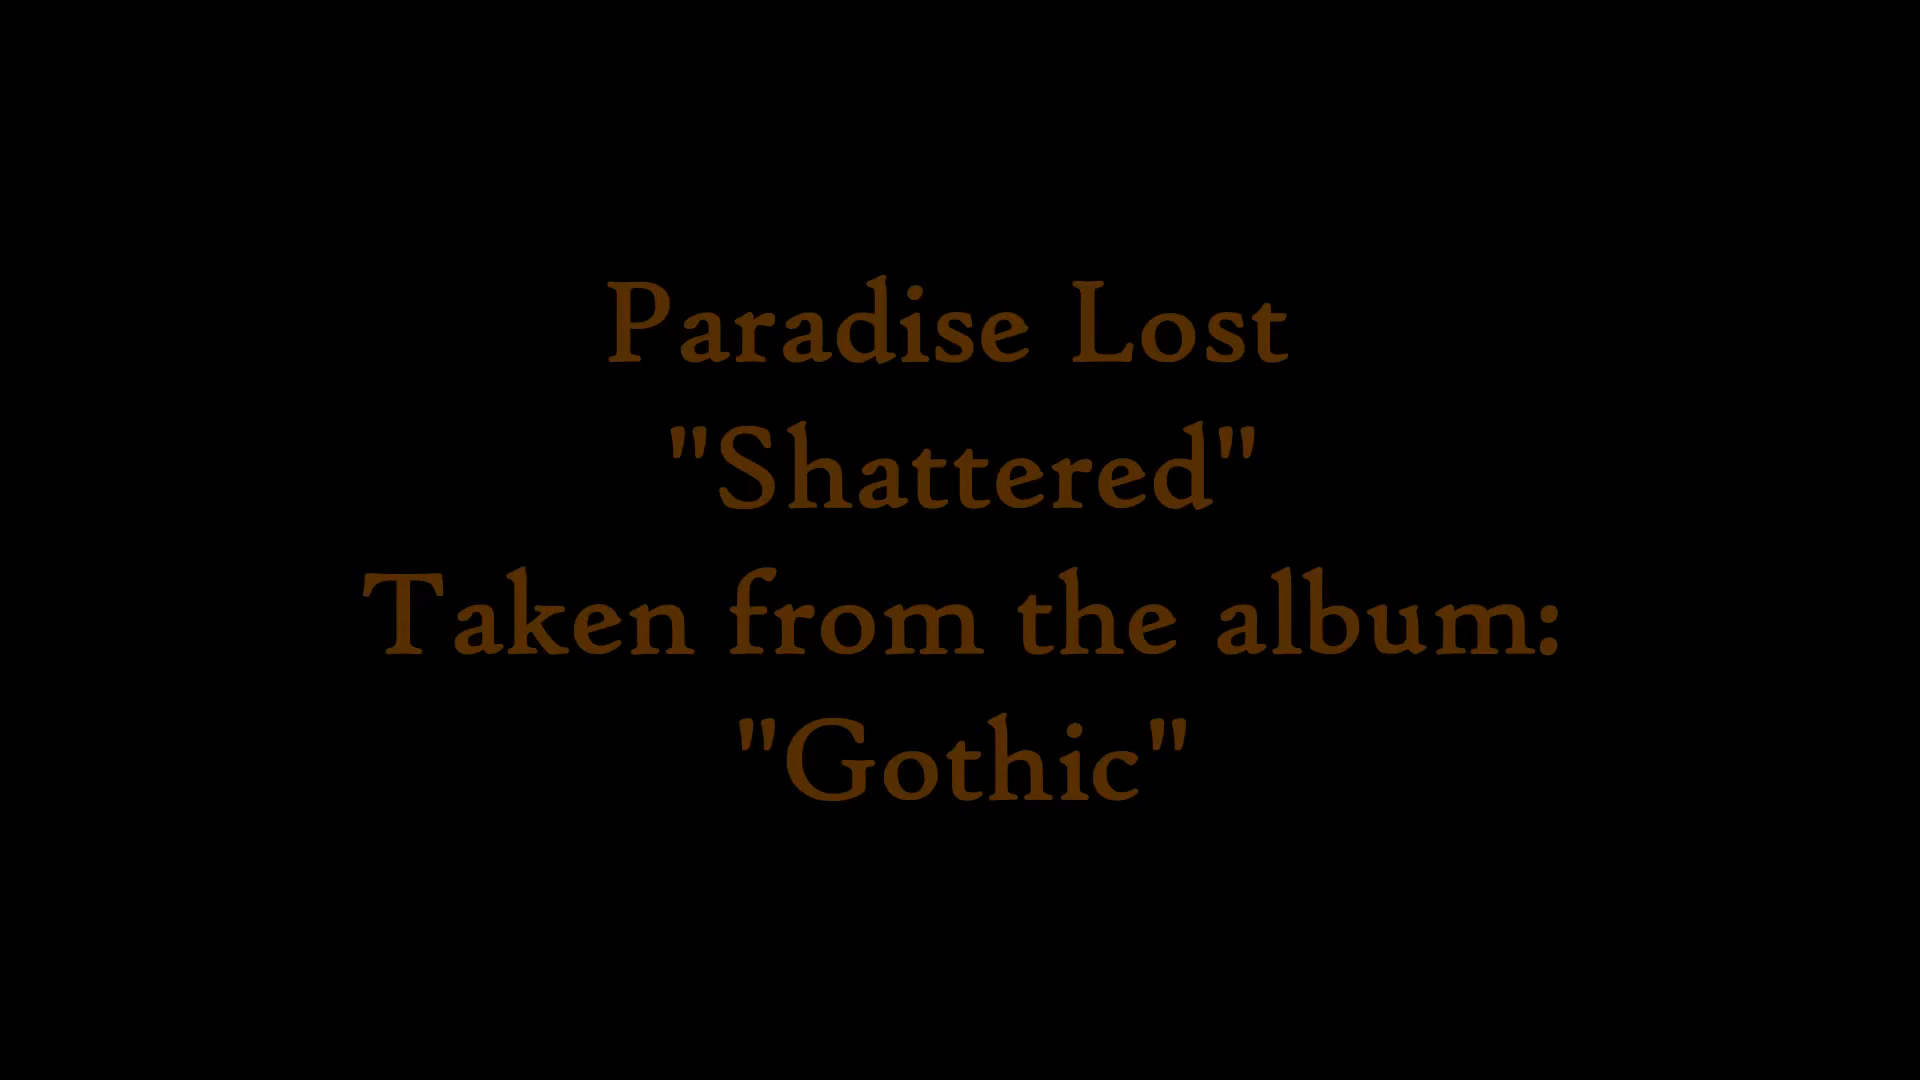 Paradise Lost
"Shattered"
Taken from the album:
"Gothic"